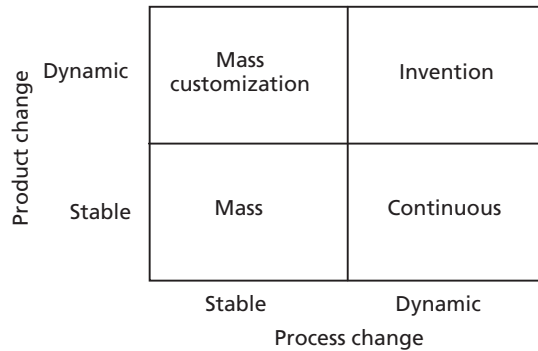 Product change
Dynamic
Mass
customization
Invention
Stable
Mass
Continuous
Stable
Dynamic
Process change